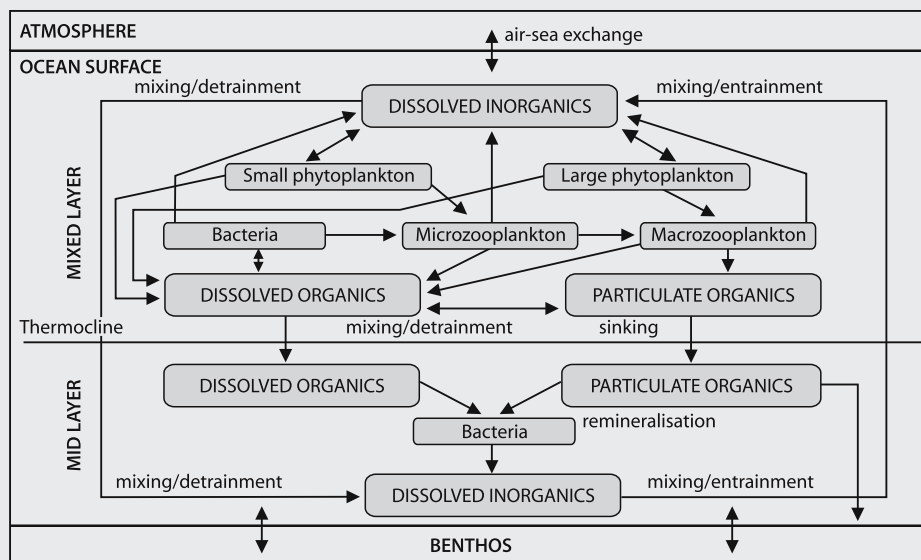 ATMOSPHERE
air-sea exchange
OCEAN SURFACE
mixing/detrainment
mixing/entrainment
DISSOLVED INORGANICS
MIXED LAYER
Small phytoplankton
Large phytoplankton
Bacteria
Microzooplankton
Macrozooplankton
DISSOLVED ORGANICS
PARTICULATE ORGANICS
Thermocline
mixing/detrainment
sinking
MID LAYER
DISSOLVED ORGANICS
PARTICULATE ORGANICS
Bacteria
remineralisation
mixing/detrainment
DISSOLVED INORGANICS
mixing/entrainment
BENTHOS